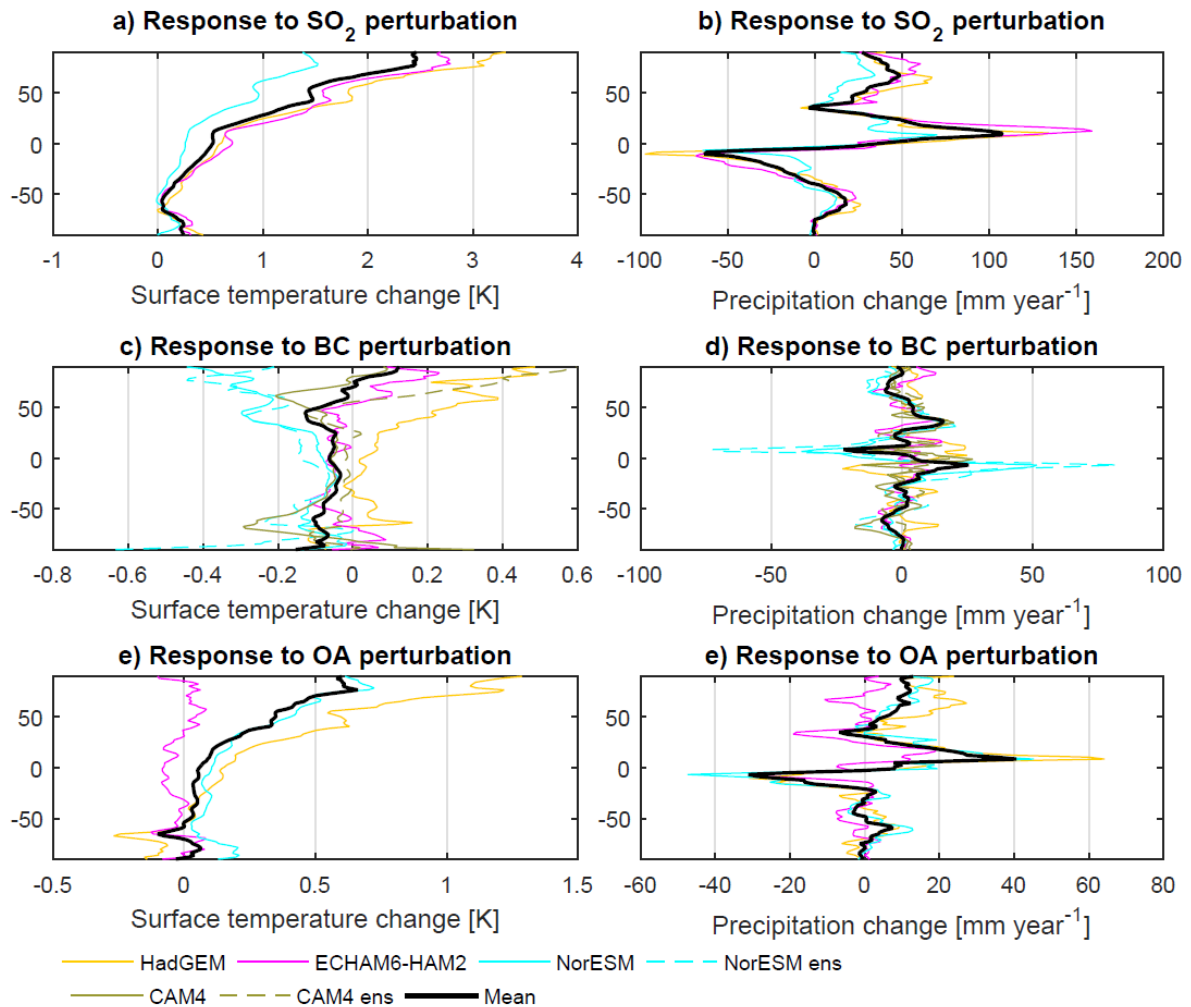 a) Response to SO2 perturbation
50
0
-50
-1 0 1 2 3 4
Surface temperature change [K]
b) Response to SO2 perturbation
50
0
-50
-100 -50 0 50 100 150 200
Precipitation change [mm year-1]
c) Response to BC perturbation
50
0
-50
-0.8 -0.6 -0.4 -0.2 0 0.2 0.4 0.6
Surface temperature change [K]
d) Response to BC perturbation
50
0
-50
-100 -50 0 50 100
Precipitation change [mm year-1]
e) Response to OA perturbation
50
0
-50
-0.5 0 0.5 1 1.5
Surface temperature change [K]
e) Response to OA perturbation
50
0
-50
-60 -40 -20 0 20 40 60 80
Precipitation change [mm year-1]
HadGEM ECHAM6-HAM2 NorESM NorESM ens
CAM4 CAM4 ens Mean